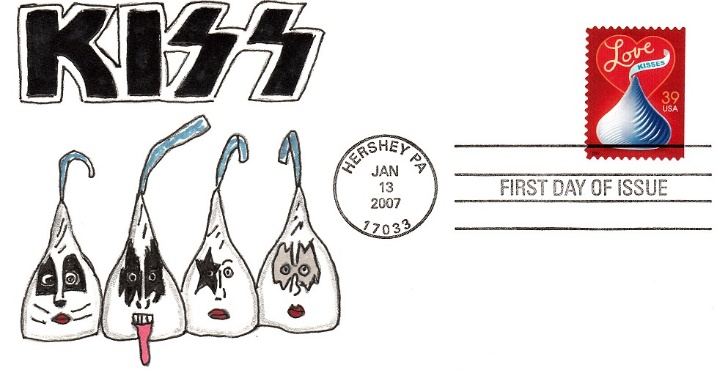 KISS
Love
KISSES
39
USA
HERSHEY PA
JAN
13
2007
17033
FIRST DAY OF ISSUE